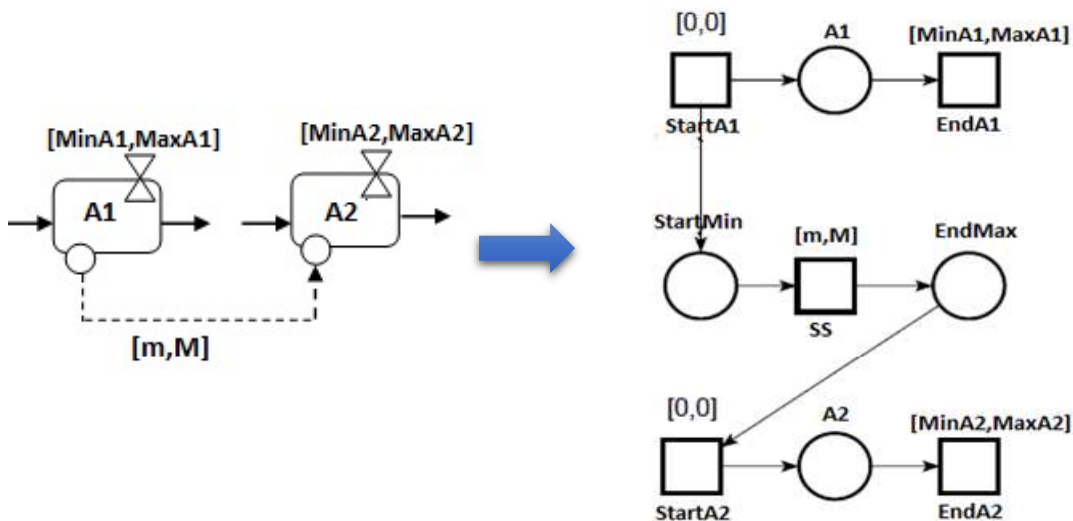 [MinA1,MaxA1]
[MinA2,MaxA2]
A1
A2
[m,M]
[0,0]
A1
[MinA1,MaxA1]
StartA1
EndA1
StartMin
[m,M]
EndMax
SS
[0,0]
A2
[MinA2,MaxA2]
StartA2
EndA2